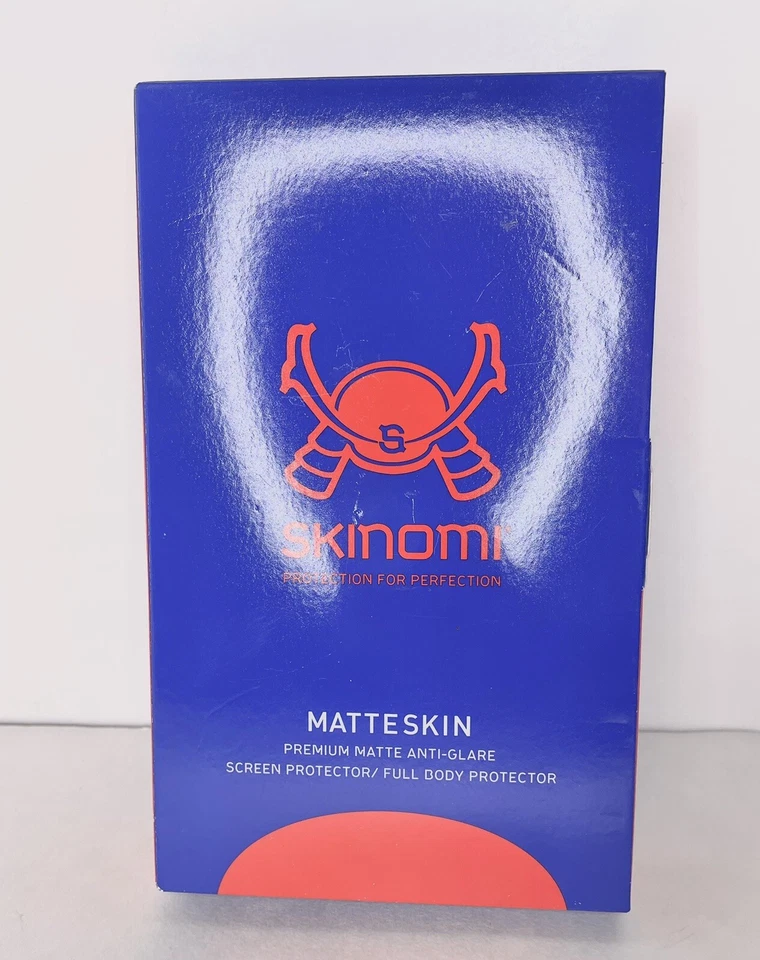 S
SKINOMI
PROTECTION FOR PERFECTION
MATTESKIN
PREMIUM MATTE ANTI-GLARE
SCREEN PROTECTOR/ FULL BODY PROTECTOR